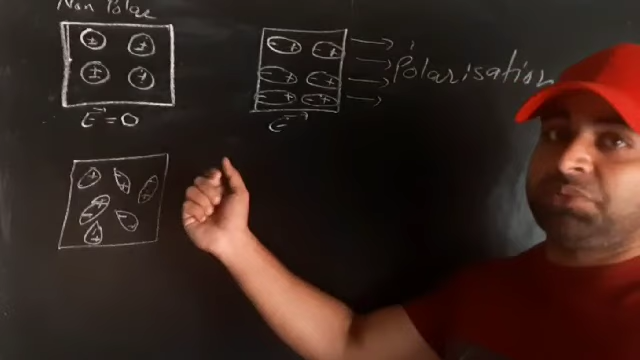 Non Polar
± ±
± ±
E⃗ = 0
- + - +
- + - +
- + - +
E⃗
Polarisation